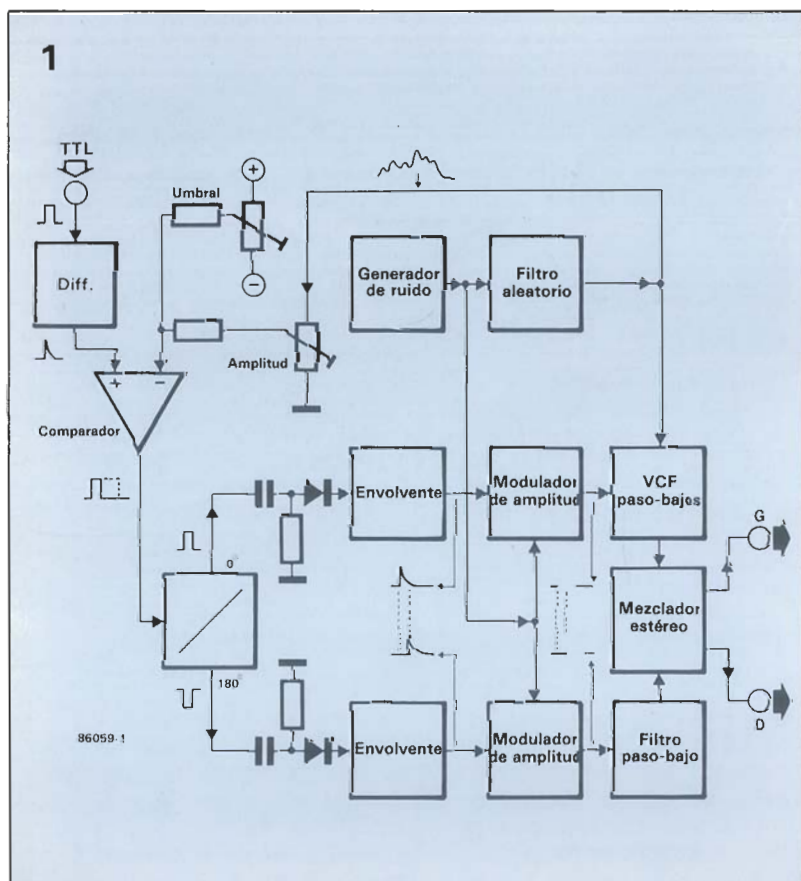 1
TTL
Umbral
+
−
Diff.
Generador
de ruido
Filtro
aleatorio
Amplitud
+
−
Comparador
Envolvente
Modulador
de amplitud
VCF
paso-bajos
G
0°
Mezclador
estéreo
180°
D
86059-1
Envolvente
Modulador
de amplitud
Filtro
paso-bajo